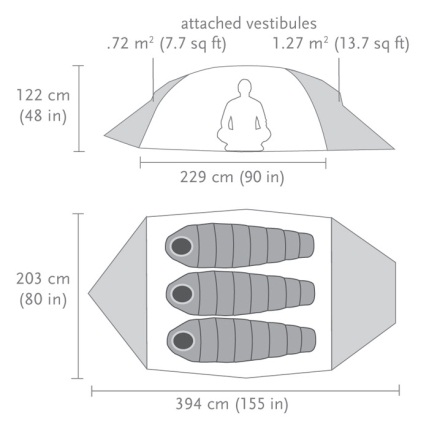 attached vestibules
.72 m² (7.7 sq ft) 1.27 m² (13.7 sq ft)
122 cm
(48 in)
229 cm (90 in)
203 cm
(80 in)
394 cm (155 in)